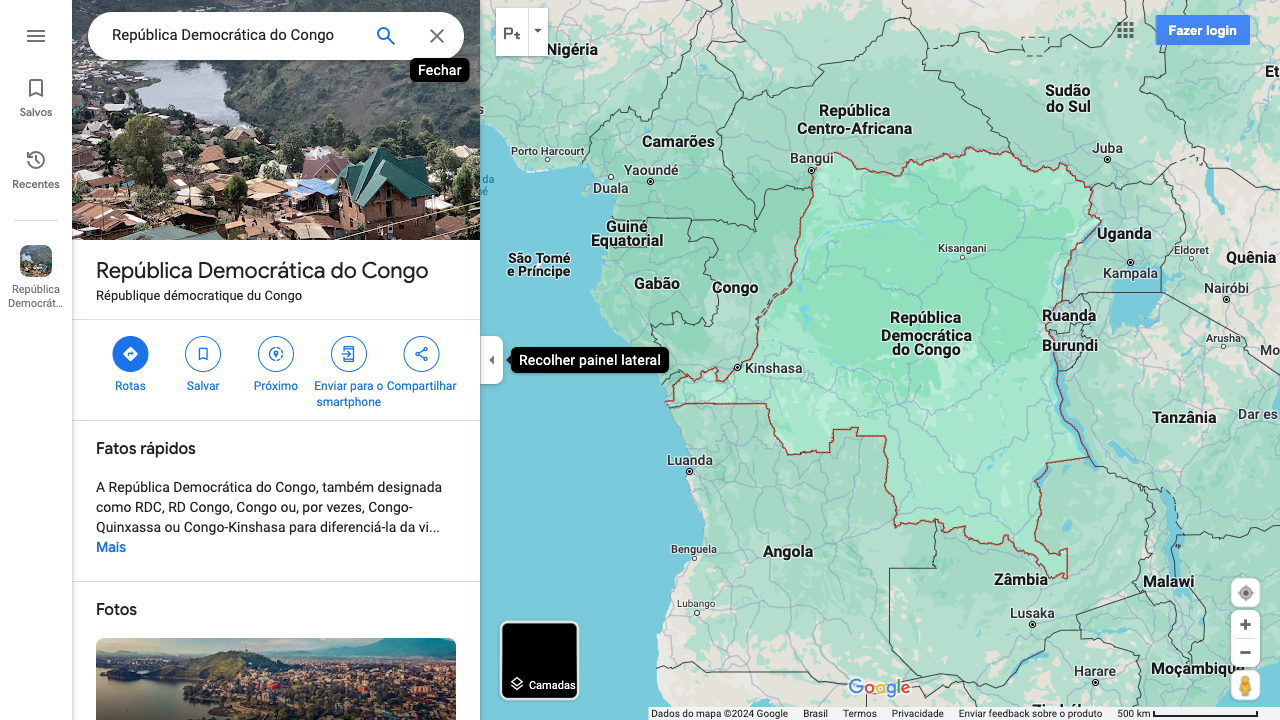 República Democrática do Congo
Fechar
Salvos
Recentes
República
Democrát...
República Democrática do Congo
République démocratique du Congo
Rotas
Salvar
Próximo
Enviar para o
smartphone
Compartilhar
Fatos rápidos
A República Democrática do Congo, também designada
como RDC, RD Congo, Congo ou, por vezes, Congo-
Quinxassa ou Congo-Kinshasa para diferenciá-la da vi...
Mais
Fotos
Recolher painel lateral
Fazer login
Nigéria
Sudão
do Sul
República
Centro-Africana
Camarões
Porto Harcourt
Bangui
Juba
Yaoundé
Duala
da
Guiné
Equatorial
Uganda
Kisangani
Eldoret
São Tomé
e Príncipe
Quênia
Kampala
Gabão
Congo
Nairóbi
República
Democrática
do Congo
Ruanda
Burundi
Arusha
Mo
Kinshasa
Tanzânia
Dar es
Luanda
Benguela
Angola
Zâmbia
Malawi
Lubango
Lusaka
Harare
Moçambique
Camadas
Google
Dados do mapa ©2024 Google
Brasil
Termos
Privacidade
Enviar feedback sobre o produto
500 km